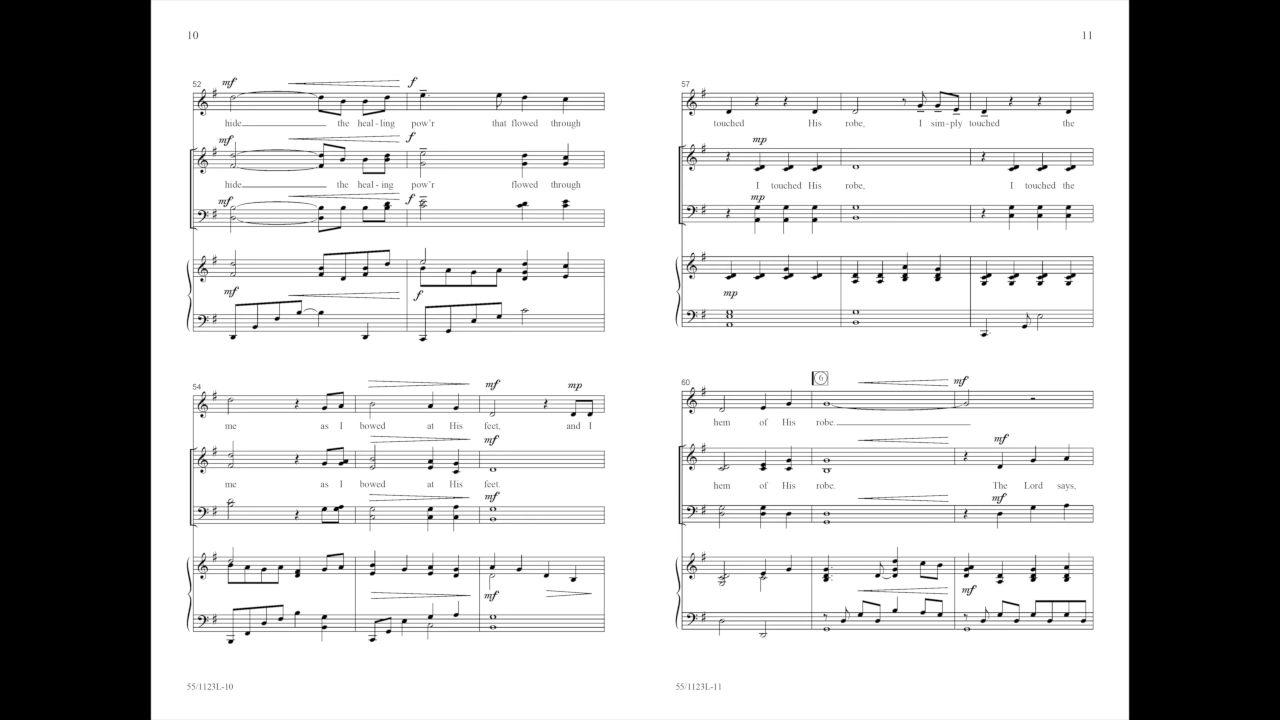 10
52
mf f
hide the heal - ing pow'r that flowed through
mf f
hide the heal - ing pow'r flowed through
mf f
mf f
54
mf mp
me as I bowed at His feet, and I
mf
me as I bowed at His feet.
mf
mf
55/1123L-10
11
57
touched His robe, I sim - ply touched the
mp
I touched His robe, I touched the
mp
mp
60
6
mf
hem of His robe.
mf
hem of His robe. The Lord says,
mf
mf
55/1123L-11